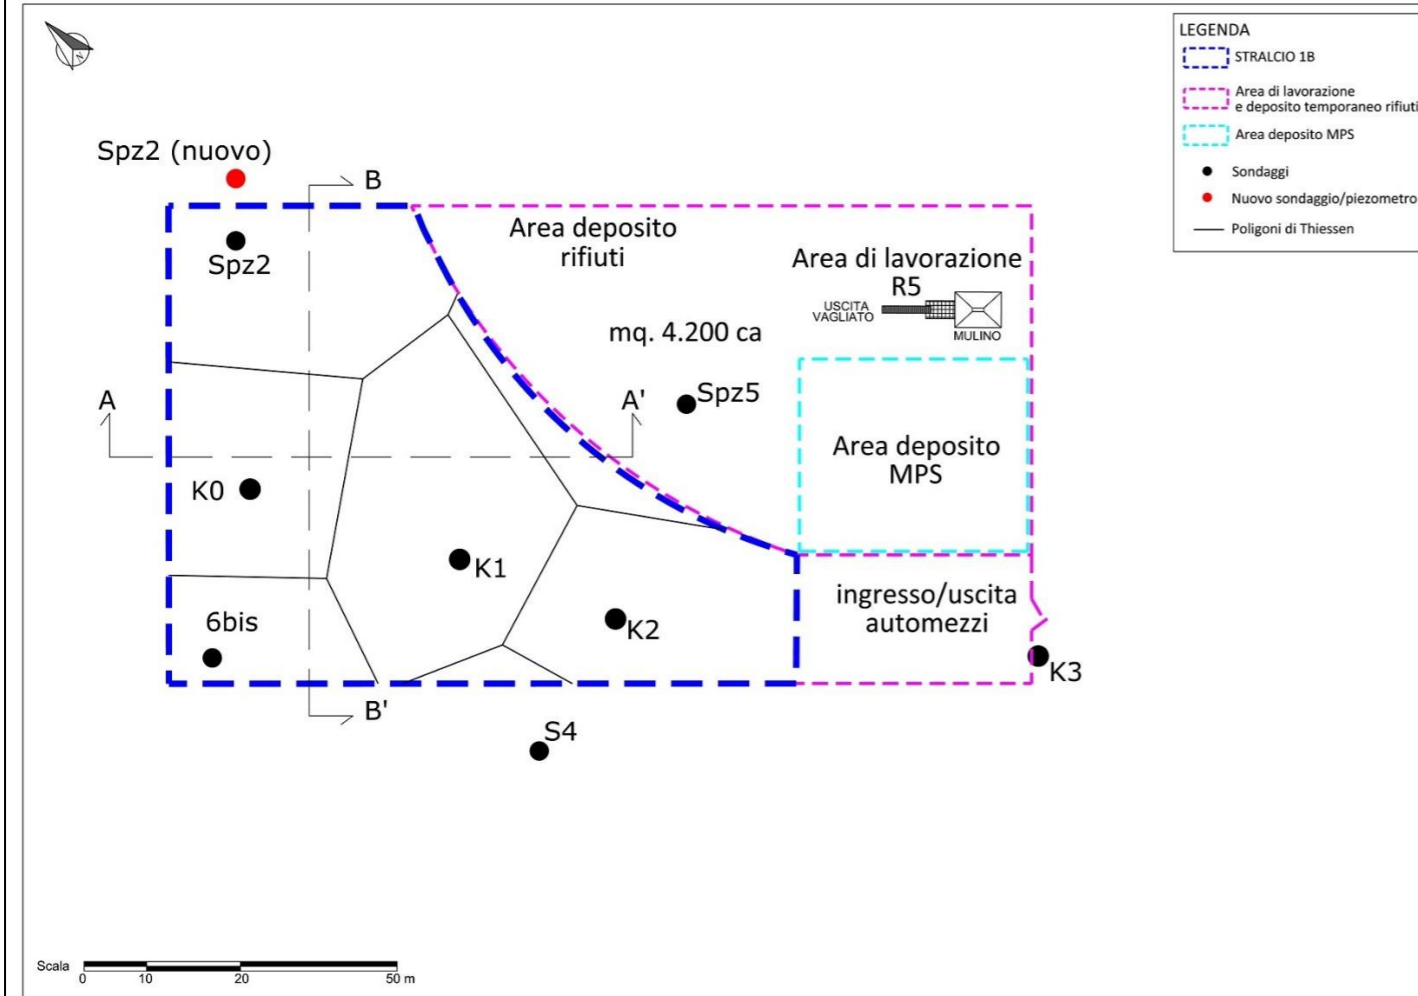 N
LEGENDA
STRALCIO 1B
Area di lavorazione
e deposito temporaneo rifiuti
Area deposito MPS
Sondaggi
Nuovo sondaggio/piezometro
Poligoni di Thiessen
Spz2 (nuovo)
B
Spz2
Area deposito
rifiuti
Area di lavorazione
R5
USCITA
VAGLIATO
MULINO
mq. 4.200 ca
A
A'
Spz5
Area deposito
MPS
K0
K1
ingresso/uscita
automezzi
6bis
K2
K3
B'
S4
Scala
0 10 20 50 m